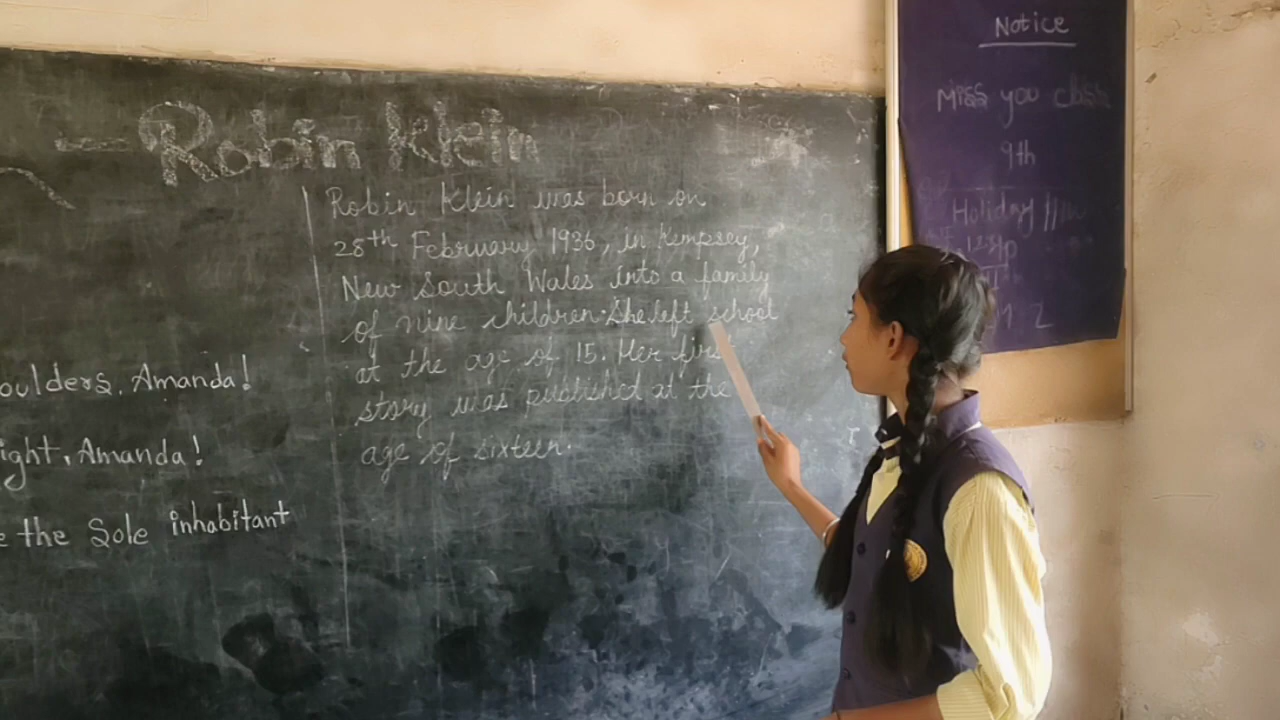 Robin Klein
Robin Klein was born on
28th February 1936, in Kempsey,
New South Wales into a family
of nine children. She left school
at the age of 15. Her first
story was published at the
age of sixteen.
oulders, Amanda!
ight, Amanda!
e the Sole inhabitant
Notice
Miss you class
9th
Holiday